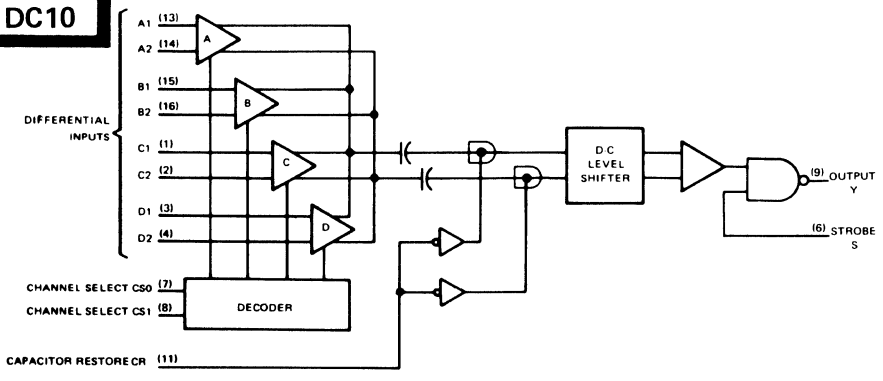 DC10
A1 (13)
A2 (14)
B1 (15)
B2 (16)
C1 (1)
C2 (2)
D1 (3)
D2 (4)
DIFFERENTIAL
INPUTS
A
B
C
D
CHANNEL SELECT CS0 (7)
CHANNEL SELECT CS1 (8)
DECODER
CAPACITOR RESTORE CR (11)
DC
LEVEL
SHIFTER
(9) OUTPUT
Y
(6) STROBE
S